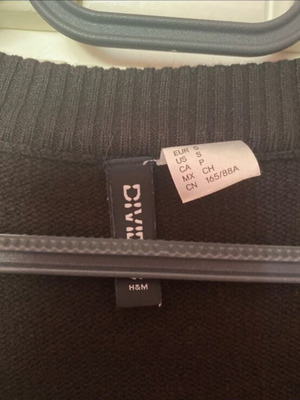 EUR S
US S
CA P
MX CH
CN 165/88A
DIVID
H&M